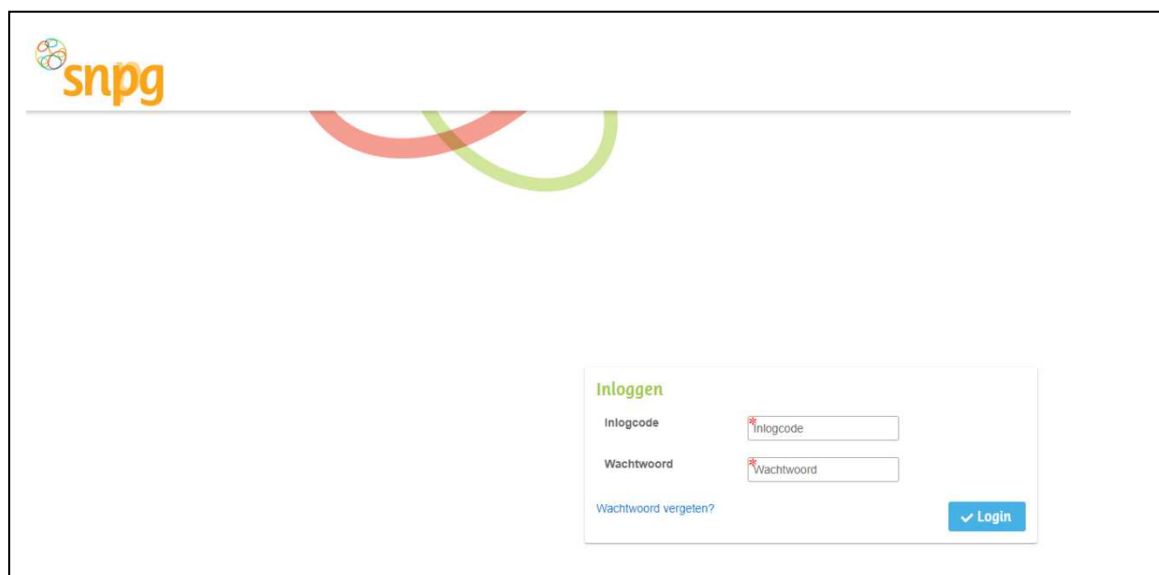 snpg
Inloggen
Inlogcode
Inlogcode
Wachtwoord
Wachtwoord
Wachtwoord vergeten?
Login